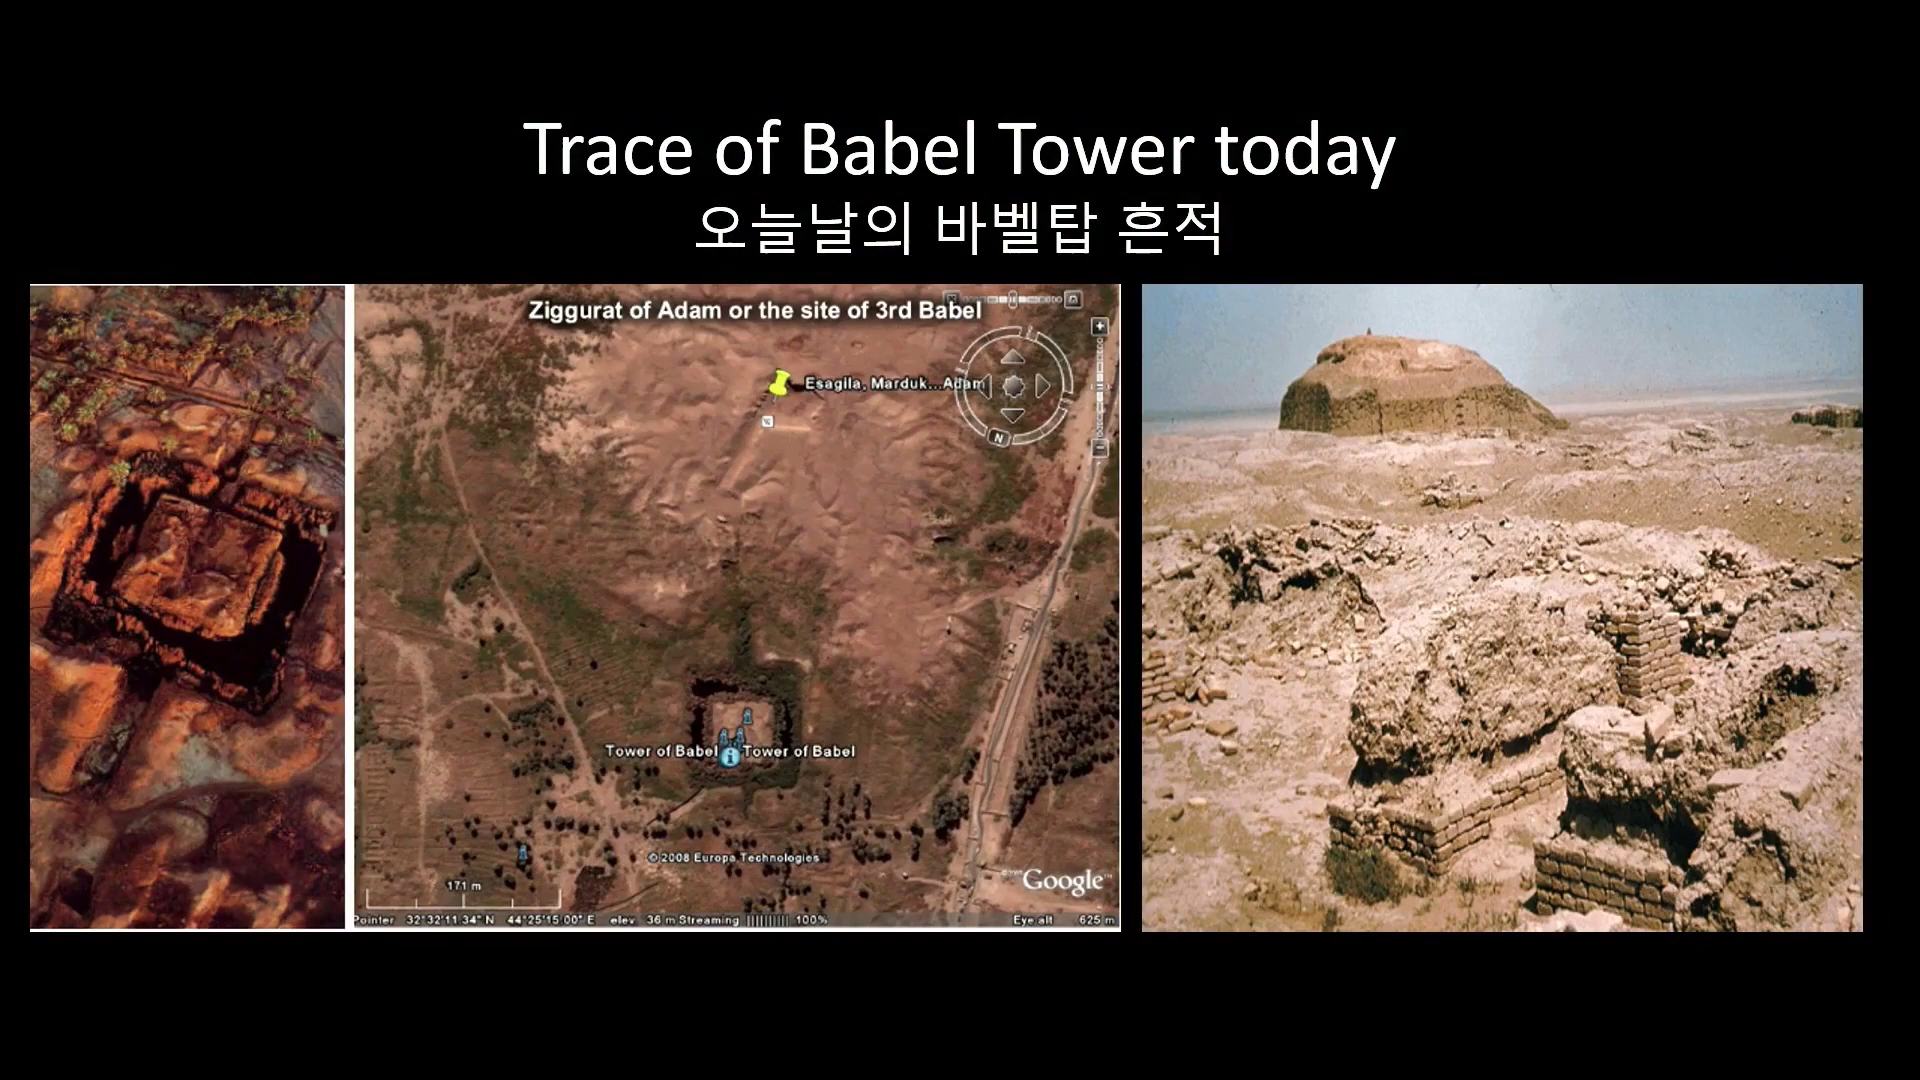 Trace of Babel Tower today
오늘날의 바벨탑 흔적
Ziggurat of Adam or the site of 3rd Babel
Esagila, Marduk...Adam
N
Tower of Babel Tower of Babel
© 2008 Europa Technologies
171 m
Google™
Pointer 32°32'11.34" N 44°25'15.00" E elev 36 m Streaming |||||||||| 100% Eye alt 625 m